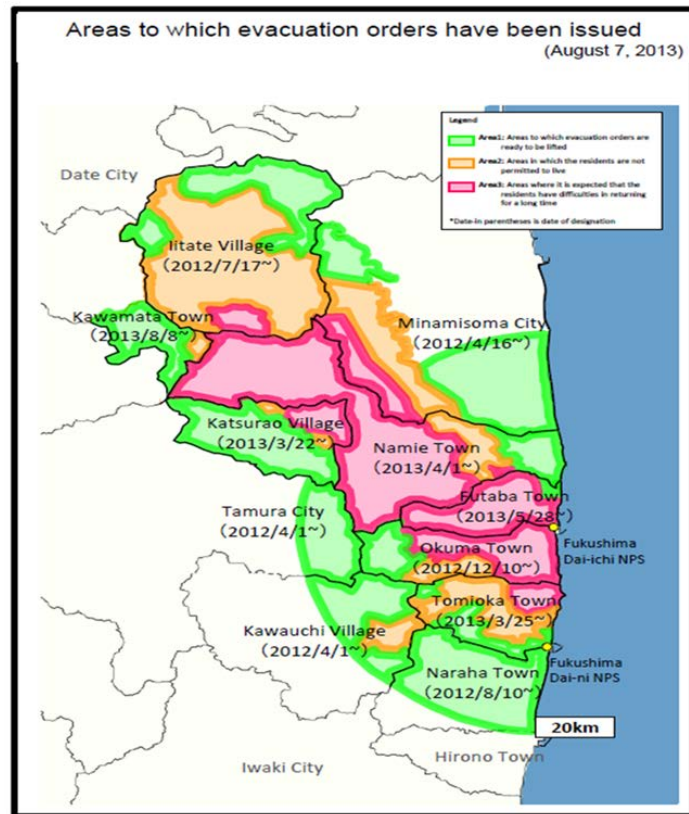 Areas to which evacuation orders have been issued
(August 7, 2013)
Legend
Area1: Areas to which evacuation orders are
ready to be lifted
Area2: Areas in which the residents are not
permitted to live
Area3: Areas where it is expected that the
residents have difficulties in returning
for a long time
*Date-in parentheses is date of designation
Date City
Iitate Village
(2012/7/17~)
Kawamata Town
(2013/8/8~)
Minamisoma City
(2012/4/16~)
Katsurao Village
(2013/3/22~)
Namie Town
(2013/4/1~)
Futaba Town
(2013/5/28~)
Tamura City
(2012/4/1~)
Okuma Town
(2012/12/10~)
Fukushima
Dai-ichi NPS
Tomioka Town
(2013/3/25~)
Kawauchi Village
(2012/4/1~)
Fukushima
Dai-ni NPS
Naraha Town
(2012/8/10~)
20km
Hirono Town
Iwaki City